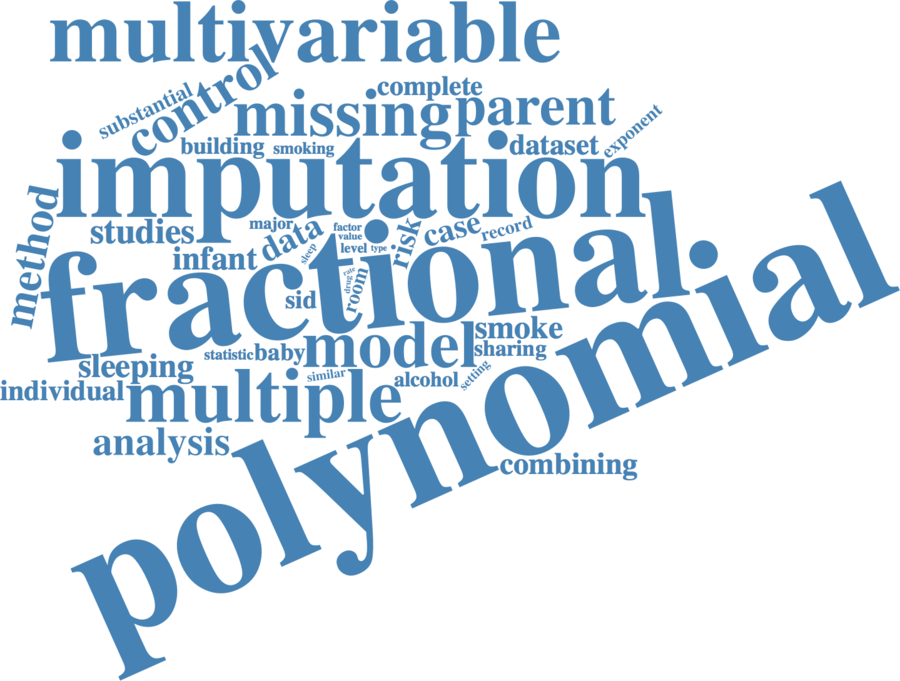 multivariable
substantial
control
complete
missing
parent
exponent
building
smoking
dataset
imputation
method
studies
major
data
sleep
factor
value
level
type
risk
case
record
infant
fractional
sid
drug
rate
room
model
smoke
sharing
statistic
baby
sleeping
similar
alcohol
setting
individual
multiple
analysis
polynomial
combining